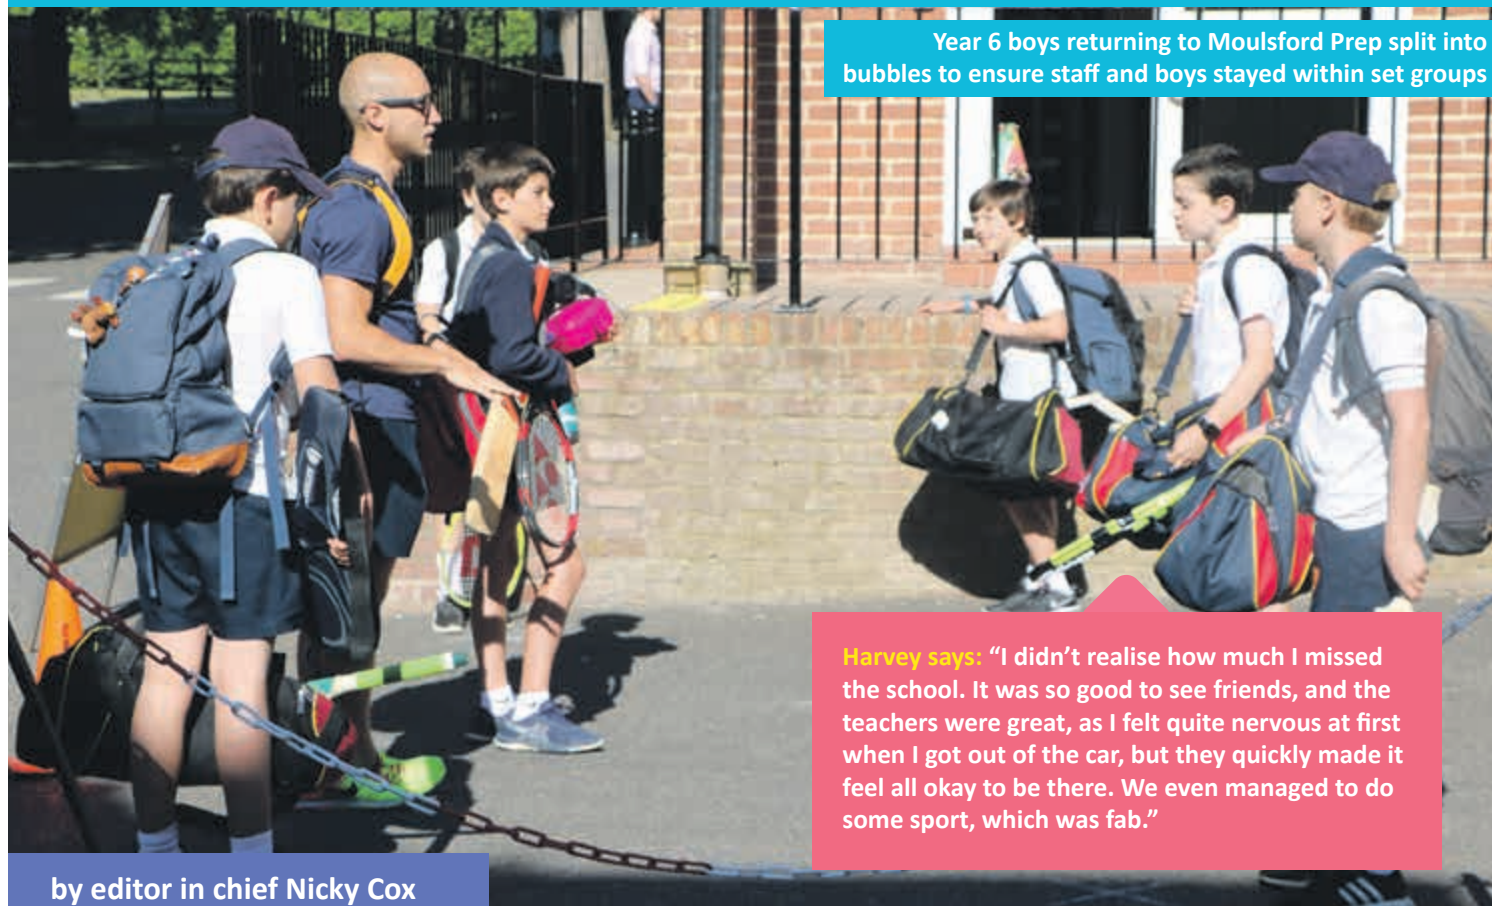 Year 6 boys returning to Moulsford Prep split into
bubbles to ensure staff and boys stayed within set groups
Harvey says: “I didn’t realise how much I missed
the school. It was so good to see friends, and the
teachers were great, as I felt quite nervous at first
when I got out of the car, but they quickly made it
feel all okay to be there. We even managed to do
some sport, which was fab.”
by editor in chief Nicky Cox